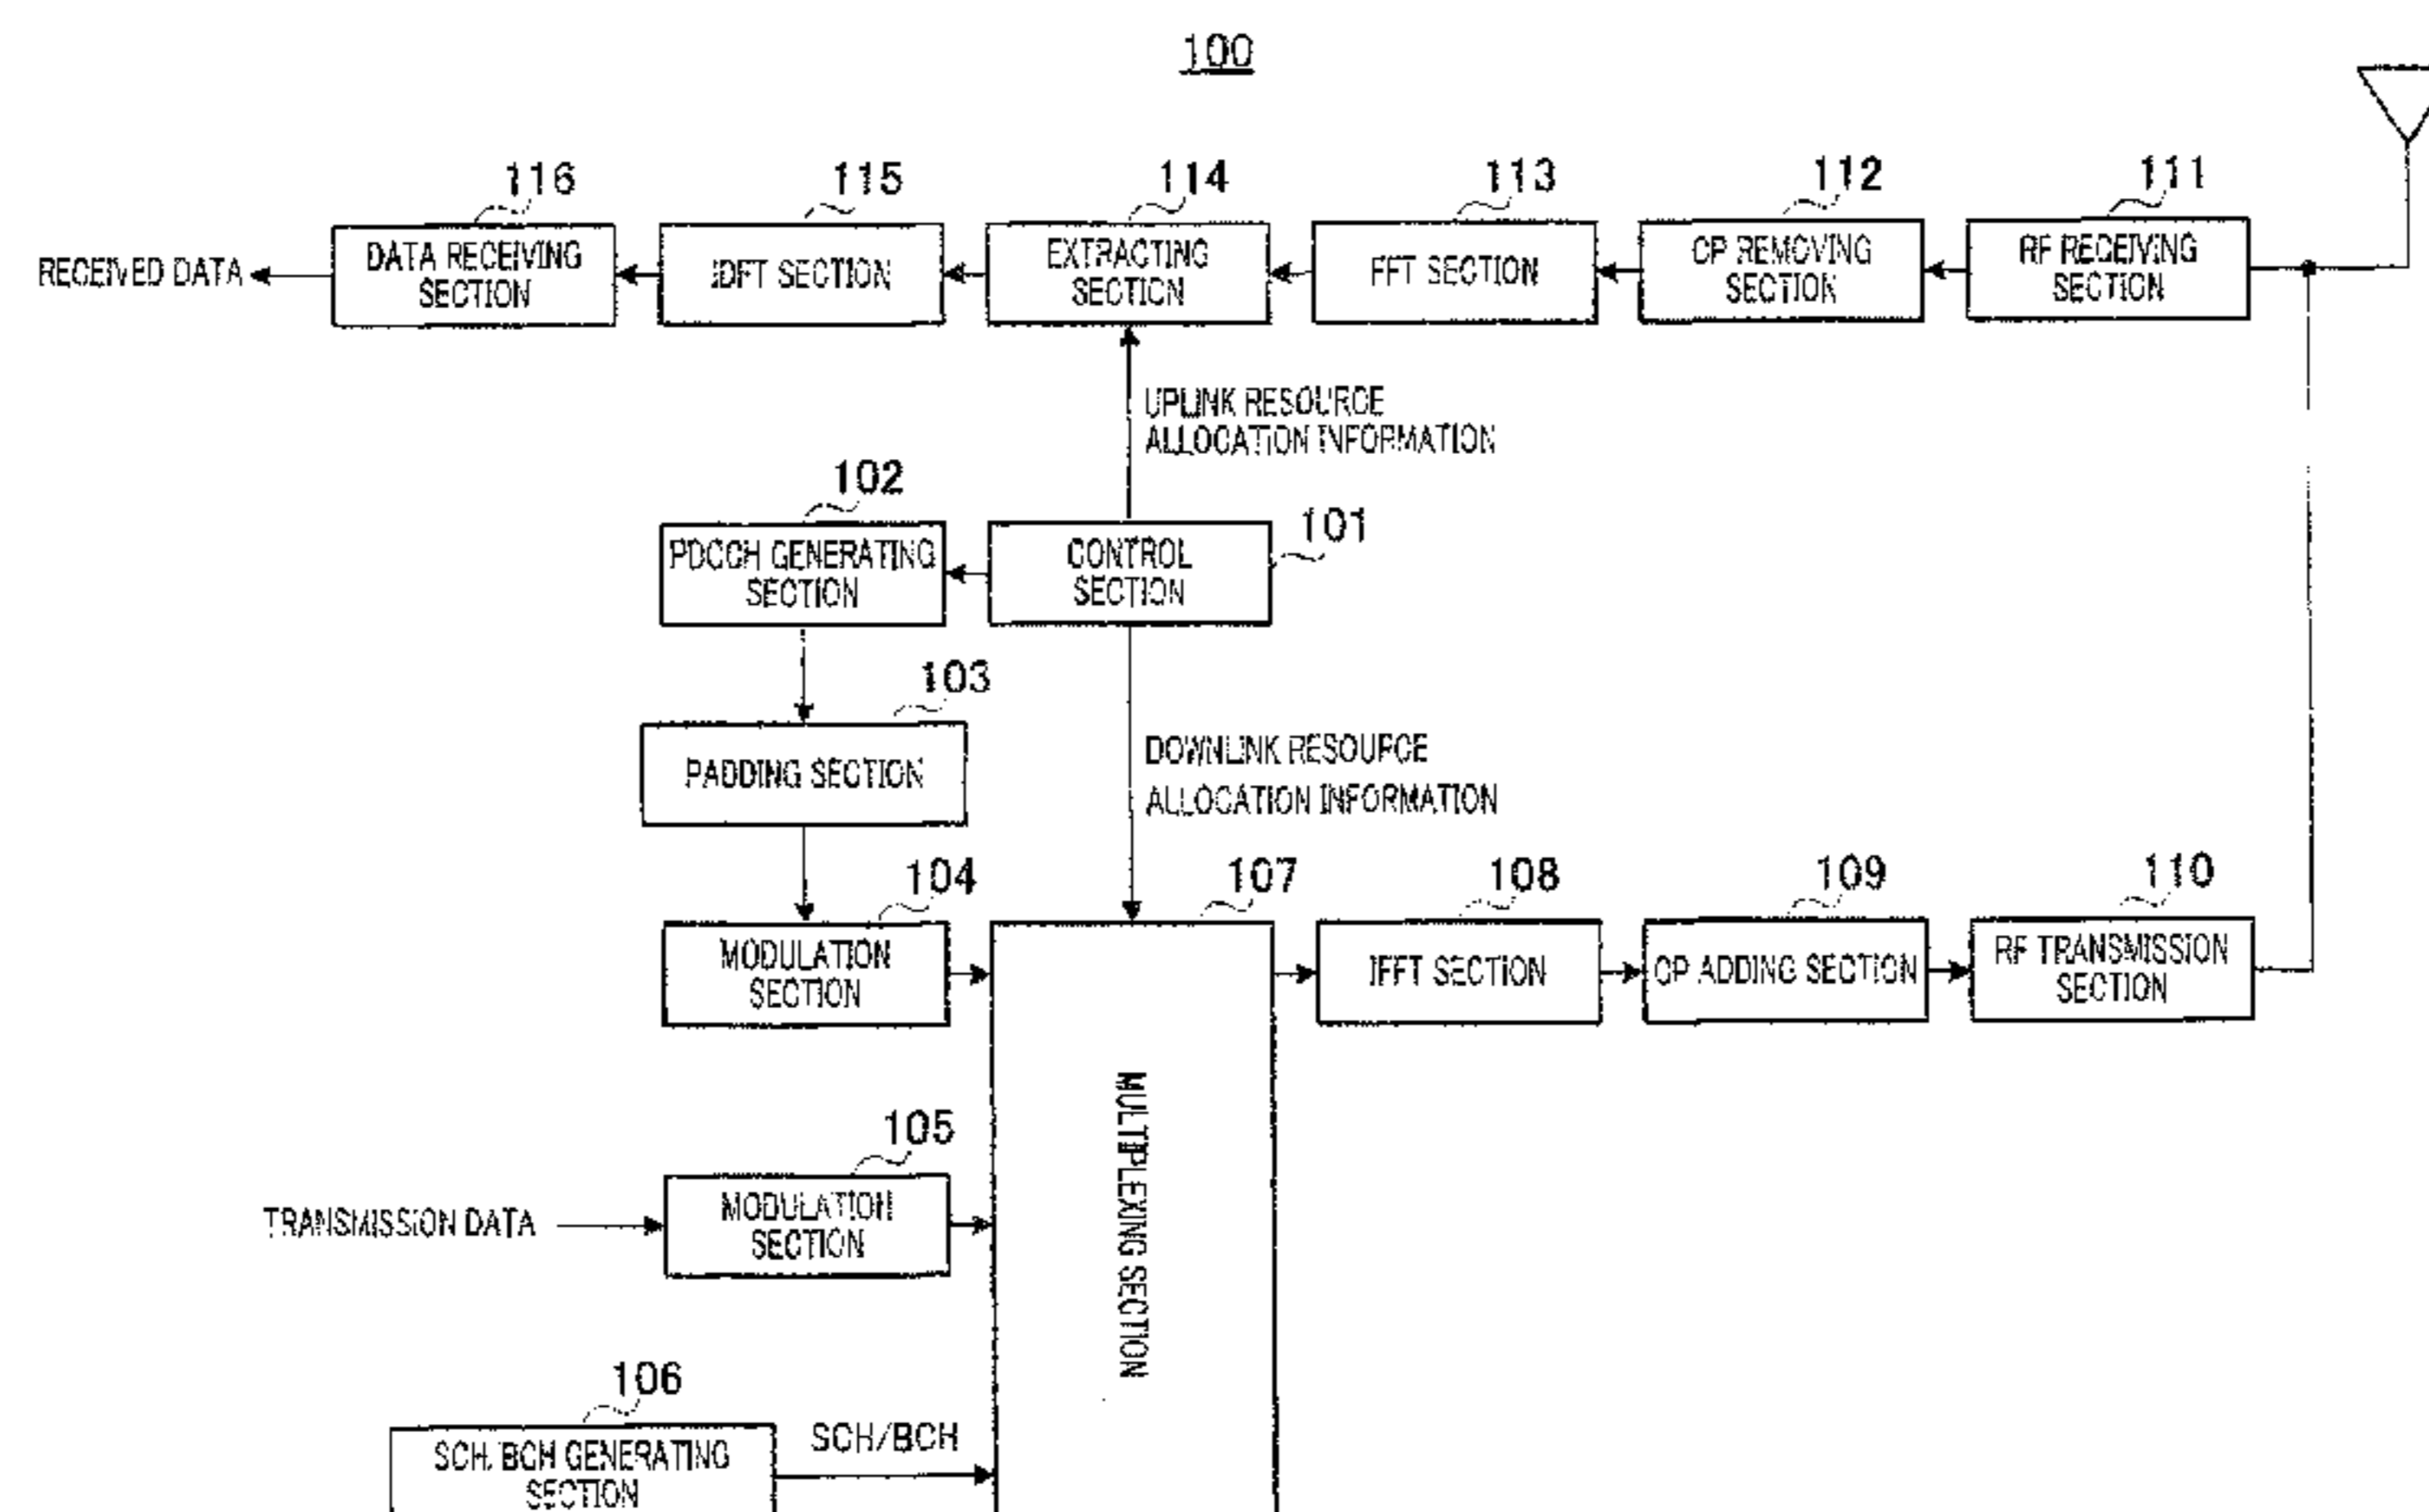 100
116
115
114
113
112
111
RECEIVED DATA
DATA RECEIVING
SECTION
IDFT SECTION
EXTRACTING
SECTION
FFT SECTION
CP REMOVING
SECTION
RF RECEIVING
SECTION
UPLINK RESOURCE
ALLOCATION INFORMATION
102
101
PDCCH GENERATING
SECTION
CONTROL
SECTION
103
PADDING SECTION
DOWNLINK RESOURCE
ALLOCATION INFORMATION
104
107
108
109
110
MODULATION
SECTION
IFFT SECTION
CP ADDING SECTION
RF TRANSMISSION
SECTION
MULTIPLEXING SECTION
105
TRANSMISSION DATA
MODULATION
SECTION
106
SCH/BCH GENERATING
SECTION
SCH/BCH